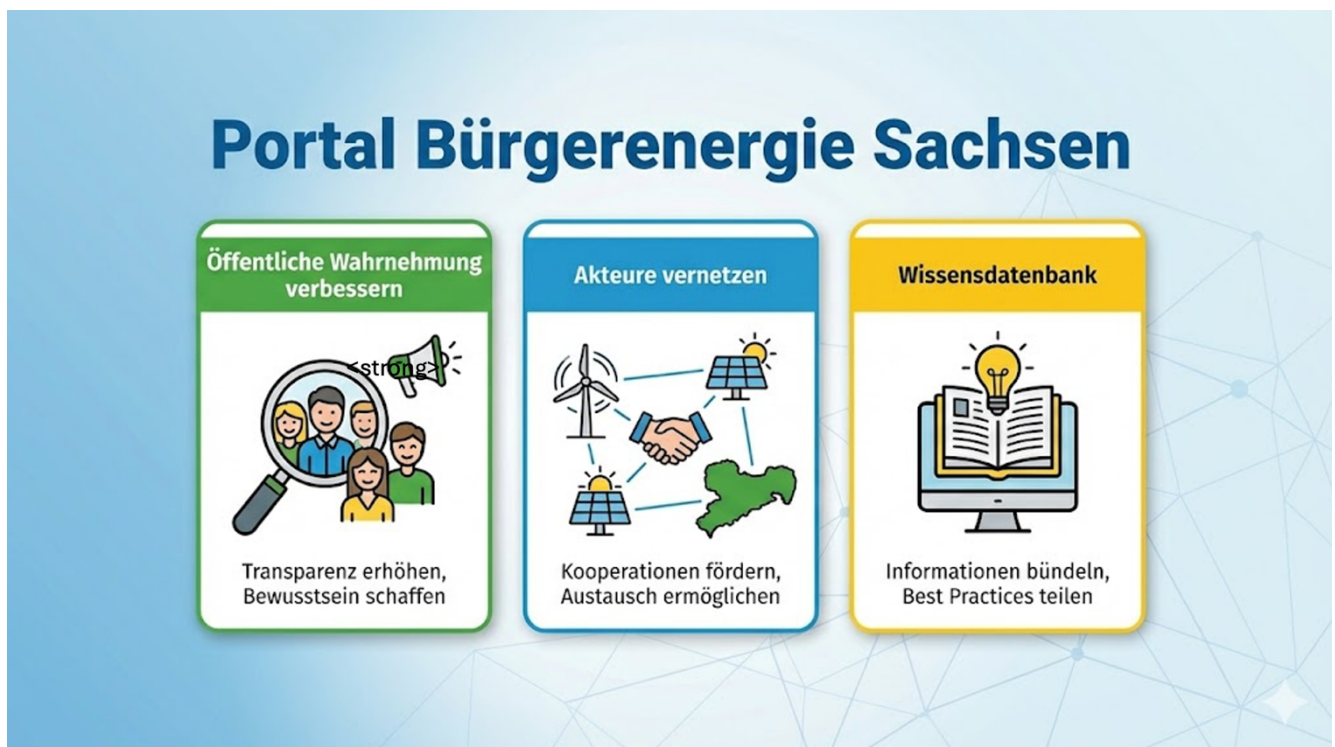 Portal Bürgerenergie Sachsen
Öffentliche Wahrnehmung
verbessern
<strong>
Transparenz erhöhen,
Bewusstsein schaffen
Akteure vernetzen
Kooperationen fördern,
Austausch ermöglichen
Wissensdatenbank
Informationen bündeln,
Best Practices teilen